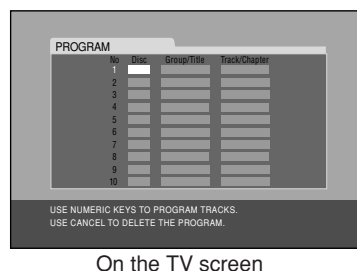 PROGRAM
No Disc Group/Title Track/Chapter
1
2
3
4
5
6
7
8
9
10
USE NUMERIC KEYS TO PROGRAM TRACKS.
USE CANCEL TO DELETE THE PROGRAM.
On the TV screen